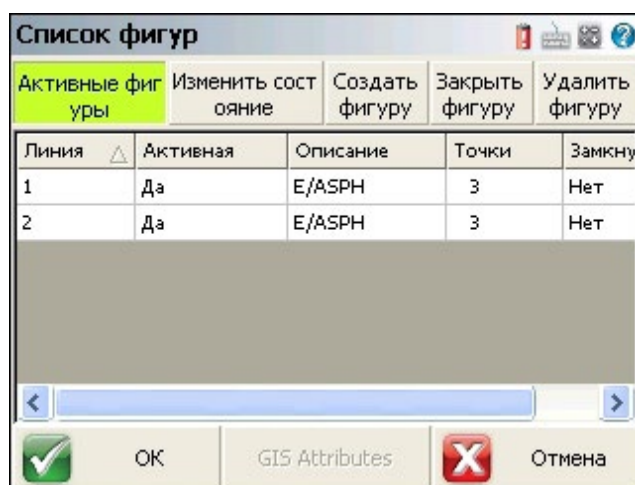 Список фигур
Активные фиг
уры
Изменить сост
ояние
Создать
фигуру
Закрыть
фигуру
Удалить
фигуру
Линия Активная Описание Точки Замкну
1 Да E/ASPH 3 Нет
2 Да E/ASPH 3 Нет
ОК GIS Attributes Отмена